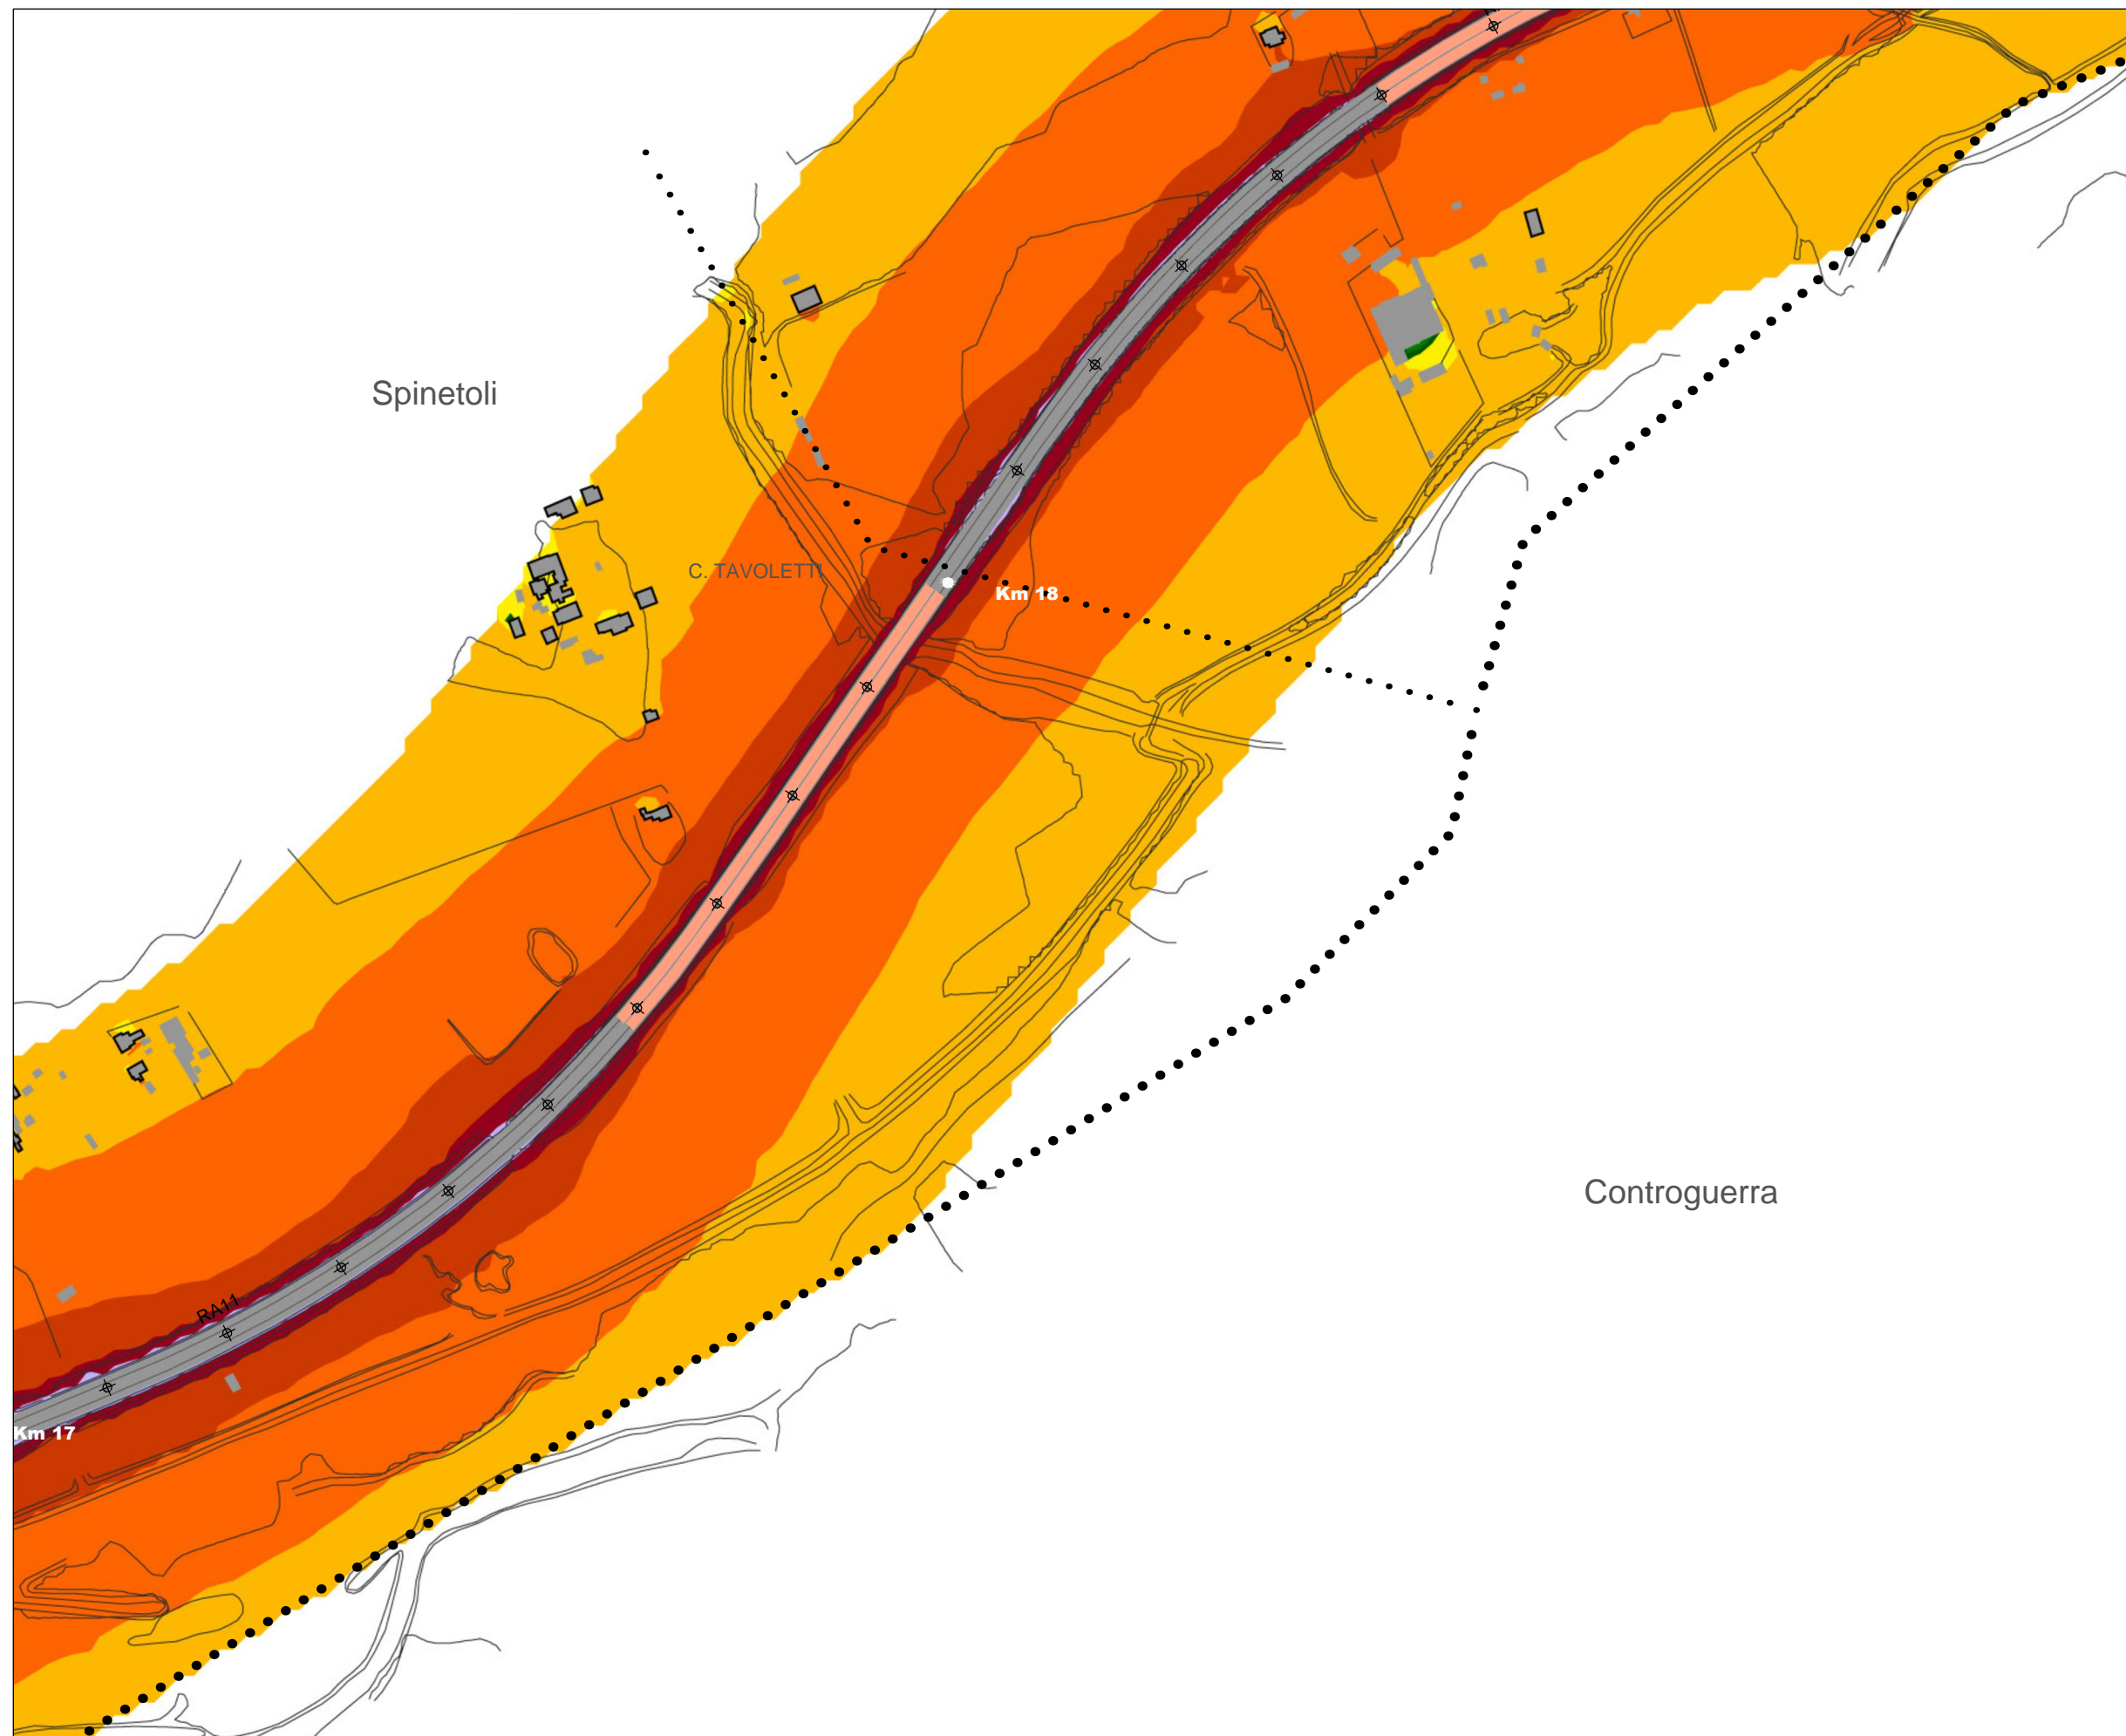 Spinetoli
C. TAVOLETTI
Km 18
Controguerra
RA11
Km 17